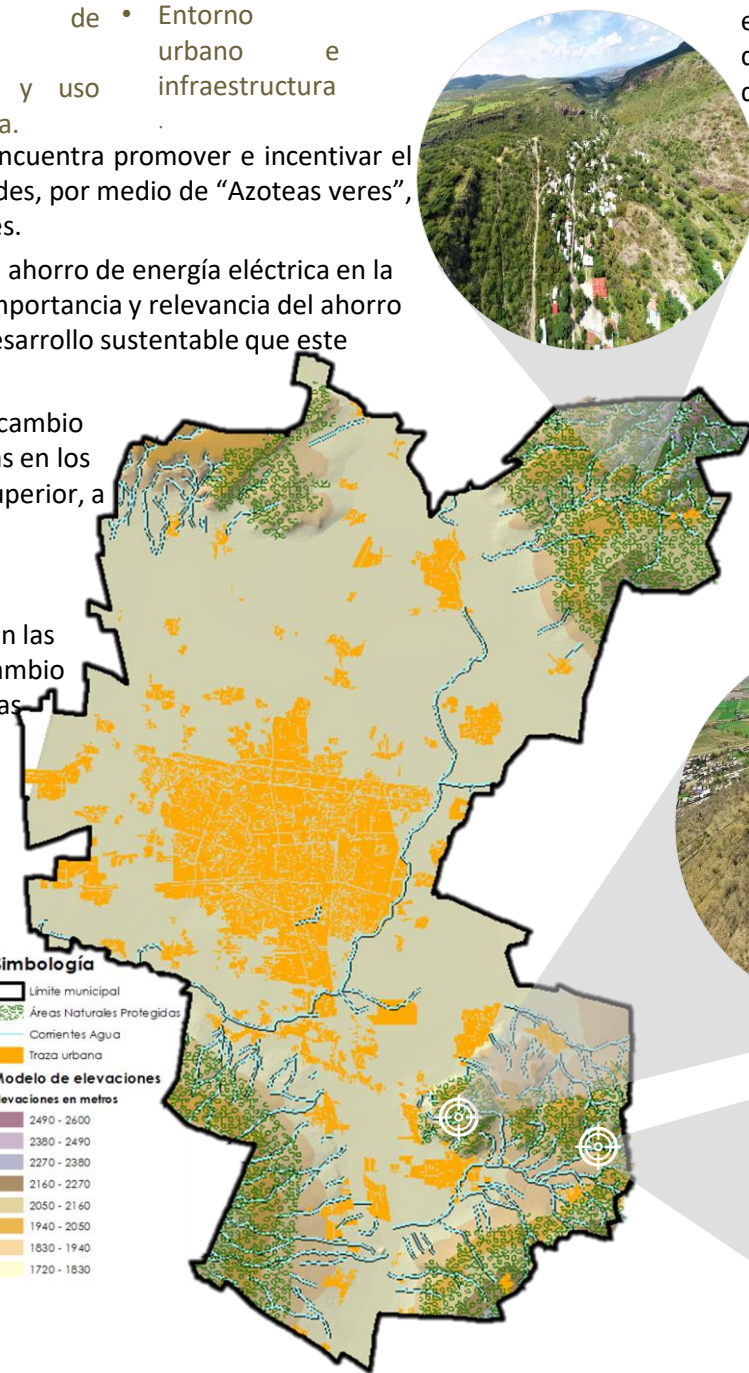 de
y uso
a.
• Entorno
urbano e
infraestructura
.
ncuentra promover e incentivar el
des, por medio de “Azoteas veres”,
es.
ahorro de energía eléctrica en la
mportancia y relevancia del ahorro
esarrollo sustentable que este
cambio
as en los
uperior, a
n las
ambio
as
Simbología
Límite municipal
Áreas Naturales Protegidas
Corrientes Agua
Traza urbana
Modelo de elevaciones
levaciones en metros
2490 - 2600
2380 - 2490
2270 - 2380
2160 - 2270
2050 - 2160
1940 - 2050
1830 - 1940
1720 - 1830